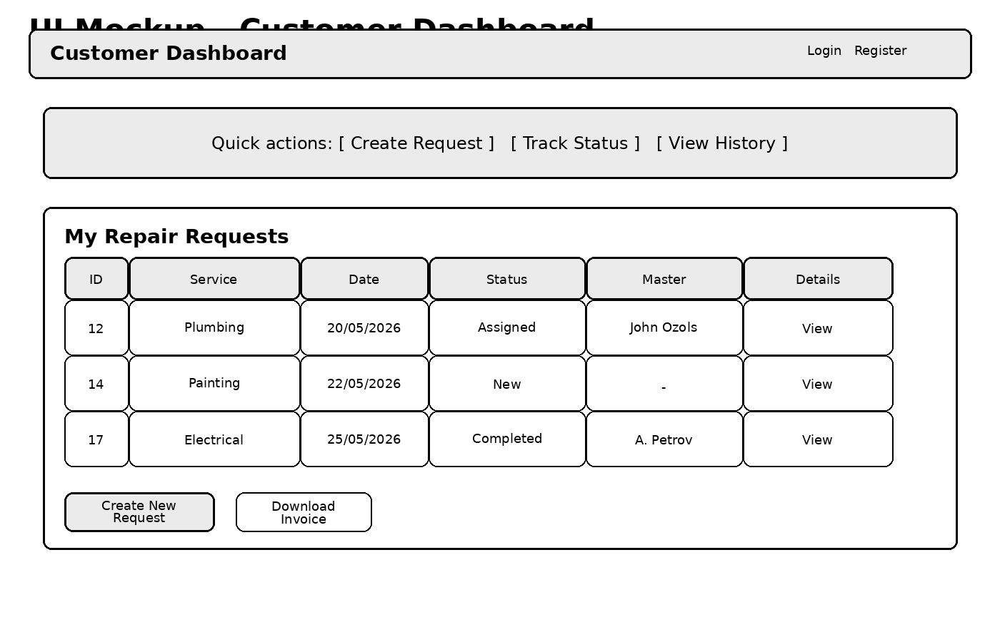 UI Mockup – Customer Dashboard
Customer Dashboard
Login Register
Quick actions: [ Create Request ] [ Track Status ] [ View History ]
My Repair Requests
ID Service Date Status Master Details
12 Plumbing 20/05/2026 Assigned John Ozols View
14 Painting 22/05/2026 New - View
17 Electrical 25/05/2026 Completed A. Petrov View
Create New
Request
Download
Invoice